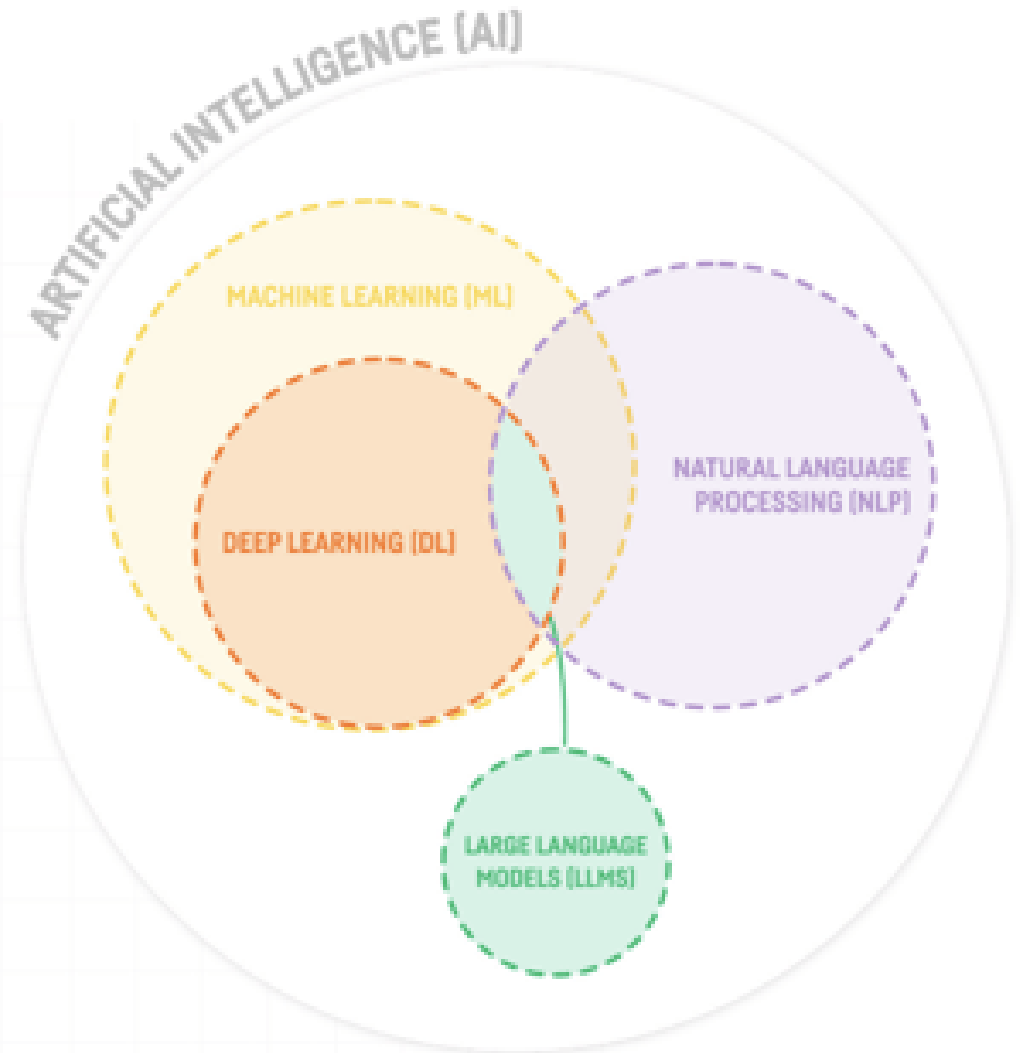 ARTIFICIAL INTELLIGENCE (AI)
MACHINE LEARNING (ML)
NATURAL LANGUAGE
PROCESSING (NLP)
DEEP LEARNING (DL)
LARGE LANGUAGE
MODELS (LLMS)